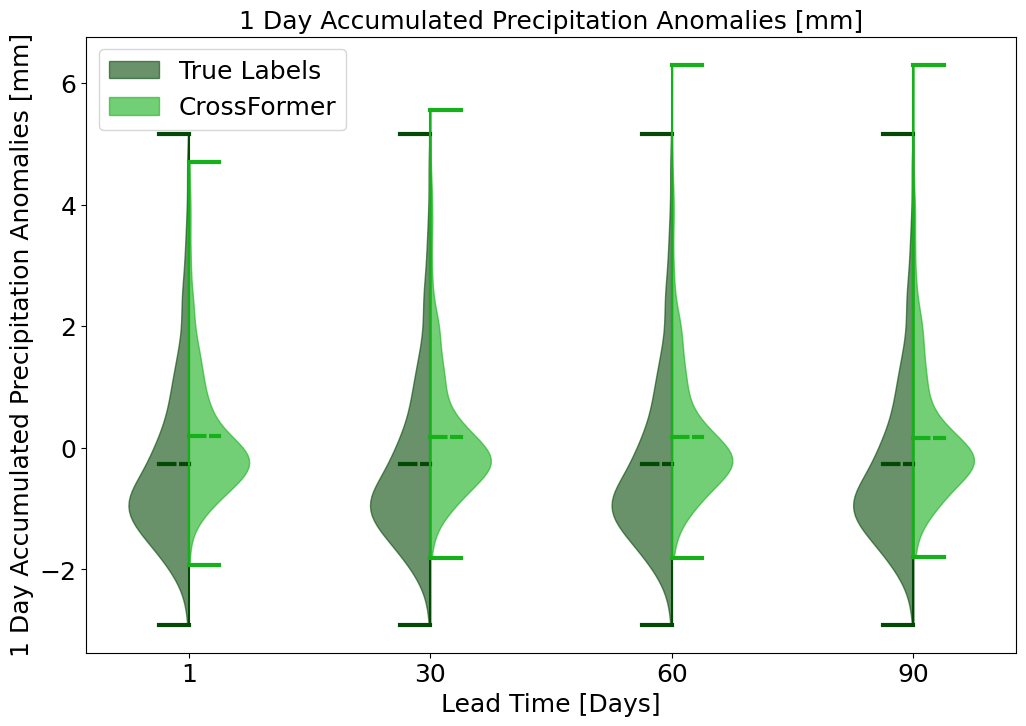 1 Day Accumulated Precipitation Anomalies [mm]
1 Day Accumulated Precipitation Anomalies [mm]
True Labels
CrossFormer
6
4
2
0
−2
1 30 60 90
Lead Time [Days]